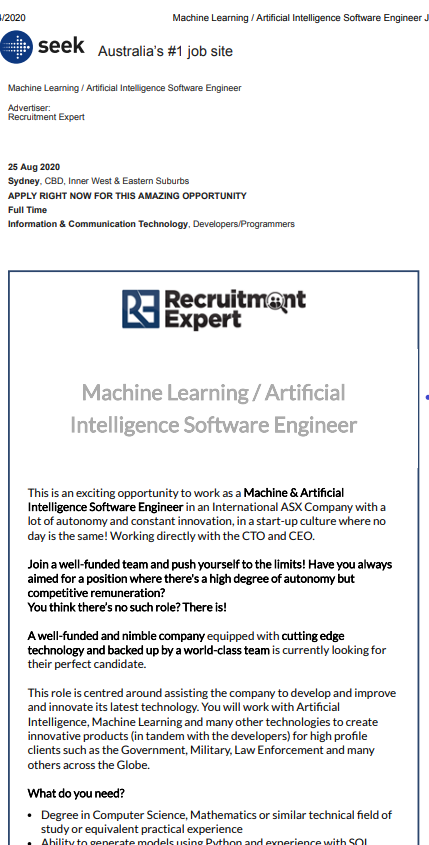 4/2020 Machine Learning / Artificial Intelligence Software Engineer J
seek Australia's #1 job site
Machine Learning / Artificial Intelligence Software Engineer
Advertiser:
Recruitment Expert
25 Aug 2020
Sydney, CBD, Inner West & Eastern Suburbs
APPLY RIGHT NOW FOR THIS AMAZING OPPORTUNITY
Full Time
Information & Communication Technology, Developers/Programmers
RE Recruitment
Expert
Machine Learning / Artificial
Intelligence Software Engineer
This is an exciting opportunity to work as a Machine & Artificial
Intelligence Software Engineer in an International ASX Company with a
lot of autonomy and constant innovation, in a start-up culture where no
day is the same! Working directly with the CTO and CEO.
Join a well-funded team and push yourself to the limits! Have you always
aimed for a position where there's a high degree of autonomy but
competitive remuneration?
You think there's no such role? There is!
A well-funded and nimble company equipped with cutting edge
technology and backed up by a world-class team is currently looking for
their perfect candidate.
This role is centred around assisting the company to develop and improve
and innovate its latest technology. You will work with Artificial
Intelligence, Machine Learning and many other technologies to create
innovative products (in tandem with the developers) for high profile
clients such as the Government, Military, Law Enforcement and many
others across the Globe.
What do you need?
• Degree in Computer Science, Mathematics or similar technical field of
study or equivalent practical experience
• Ability to generate models using Python and experience with SQL